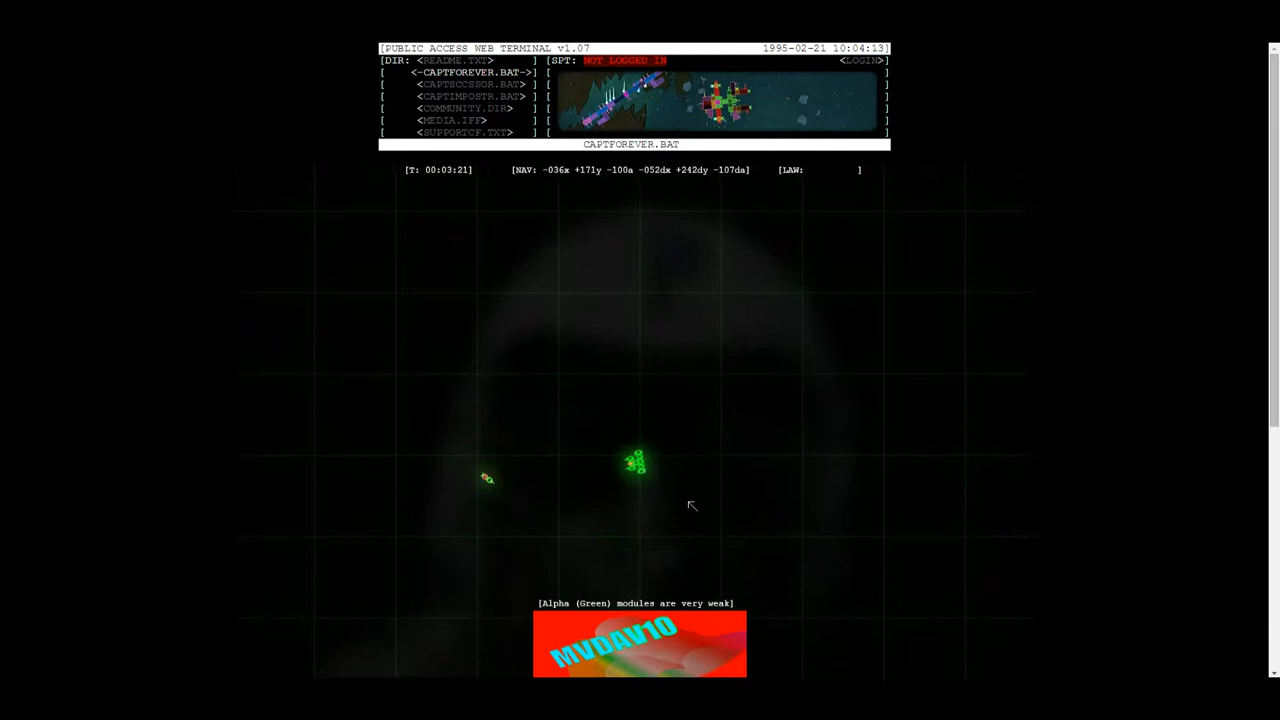 [PUBLIC ACCESS WEB TERMINAL v1.07 1995-02-21 10:04:13]
[DIR: <README.TXT> ] [SPT: NOT LOGGED IN <LOGIN>]
[ <-CAPTFOREVER.BAT->] [ ]
[ <CAPTSCCSSOR.BAT> ] [ ]
[ <CAPTIMPOSTR.BAT> ] [ ]
[ <COMMUNITY.DIR> ] [ ]
[ <MEDIA.IFF> ] [ ]
[ <SUPPORTCF.TXT> ] [ ]
CAPTFOREVER.BAT
[T: 00:03:21] [NAV: -036x +171y -100a -052dx +242dy -107da] [LAW: ]
[Alpha (Green) modules are very weak]
MVDAV10